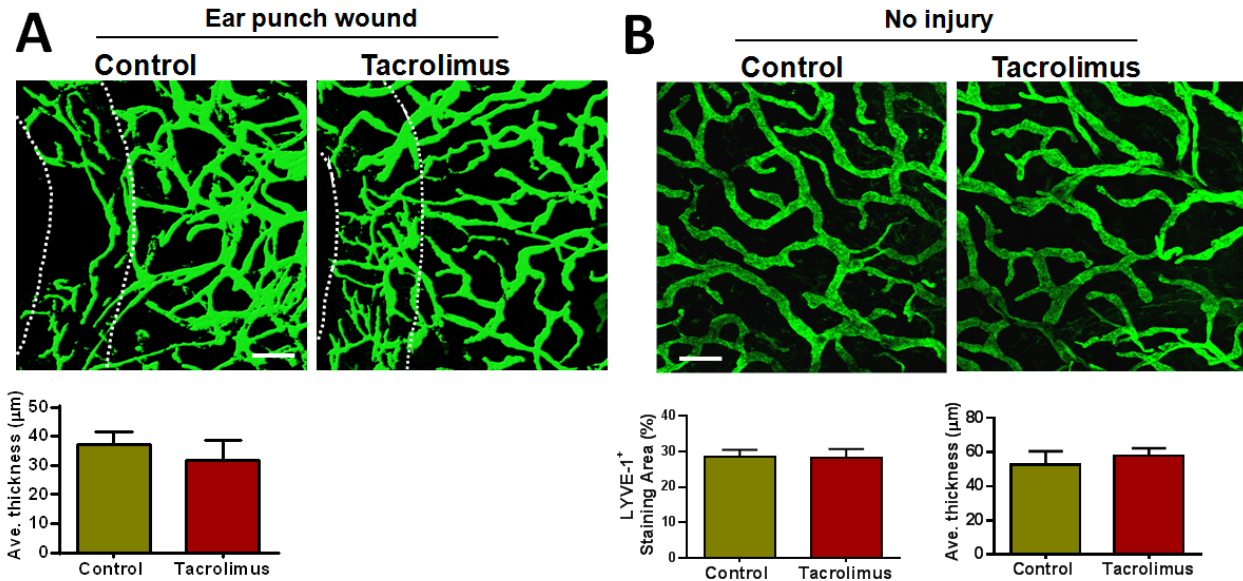 A
Ear punch wound
Control
Tacrolimus
Ave. thickness (μm)
50
40
30
20
10
0
Control
Tacrolimus
B
No injury
Control
Tacrolimus
LYVE-1⁺
Staining Area (%)
40
30
20
10
0
Control
Tacrolimus
Ave. thickness (μm)
80
60
40
20
0
Control
Tacrolimus